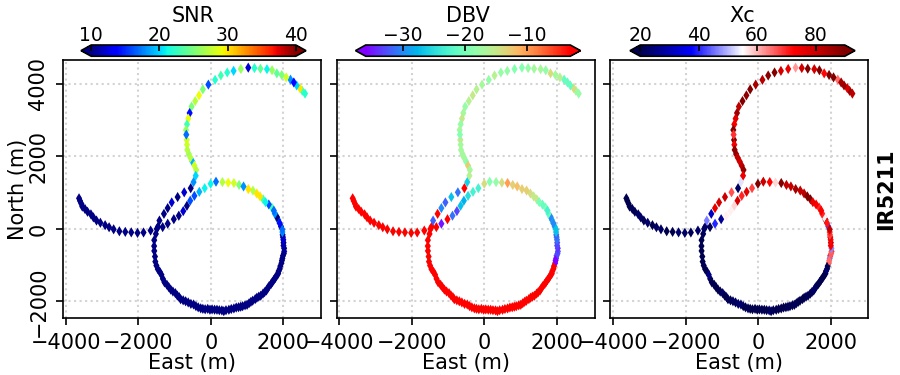 SNR DBV Xc
10 20 30 40 −30 −20 −10 20 40 60 80
4000
2000
0
−2000
North (m)
−4000 −2000 0 2000 −4000 −2000 0 2000 −4000 −2000 0 2000
East (m) East (m) East (m)
IR5211